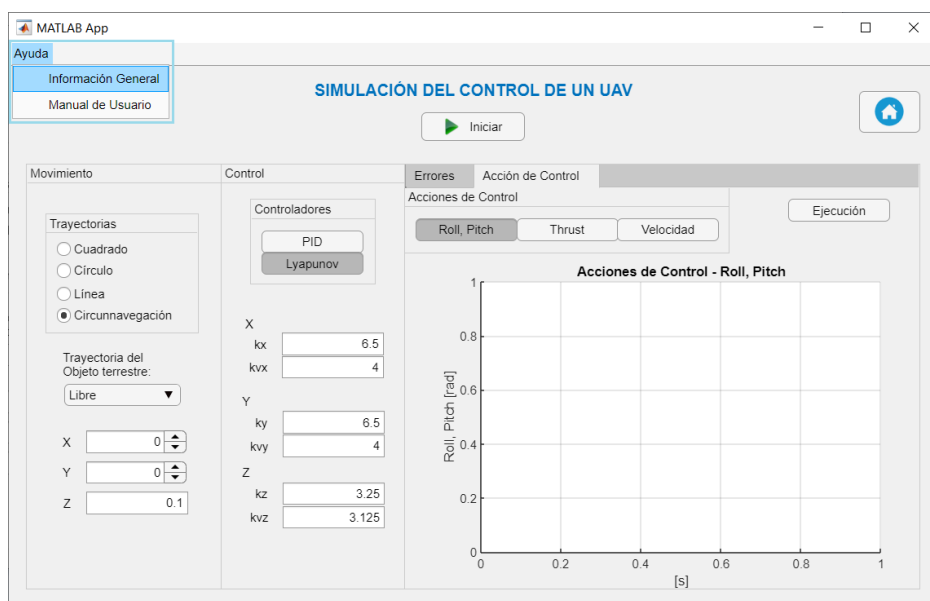 MATLAB App
Ayuda
Información General
Manual de Usuario
SIMULACIÓN DEL CONTROL DE UN UAV
Iniciar
Movimiento
Trayectorias
Cuadrado
Círculo
Línea
Circunnavegación
Trayectoria del
Objeto terrestre:
Libre
X 0
Y 0
Z 0.1
Control
Controladores
PID
Lyapunov
X
kx 6.5
kvx 4
Y
ky 6.5
kvy 4
Z
kz 3.25
kvz 3.125
Errores Acción de Control
Acciones de Control
Roll, Pitch Thrust Velocidad
Ejecución
Acciones de Control - Roll, Pitch
Roll, Pitch [rad]
1
0.8
0.6
0.4
0.2
0
0 0.2 0.4 0.6 0.8 1
[s]